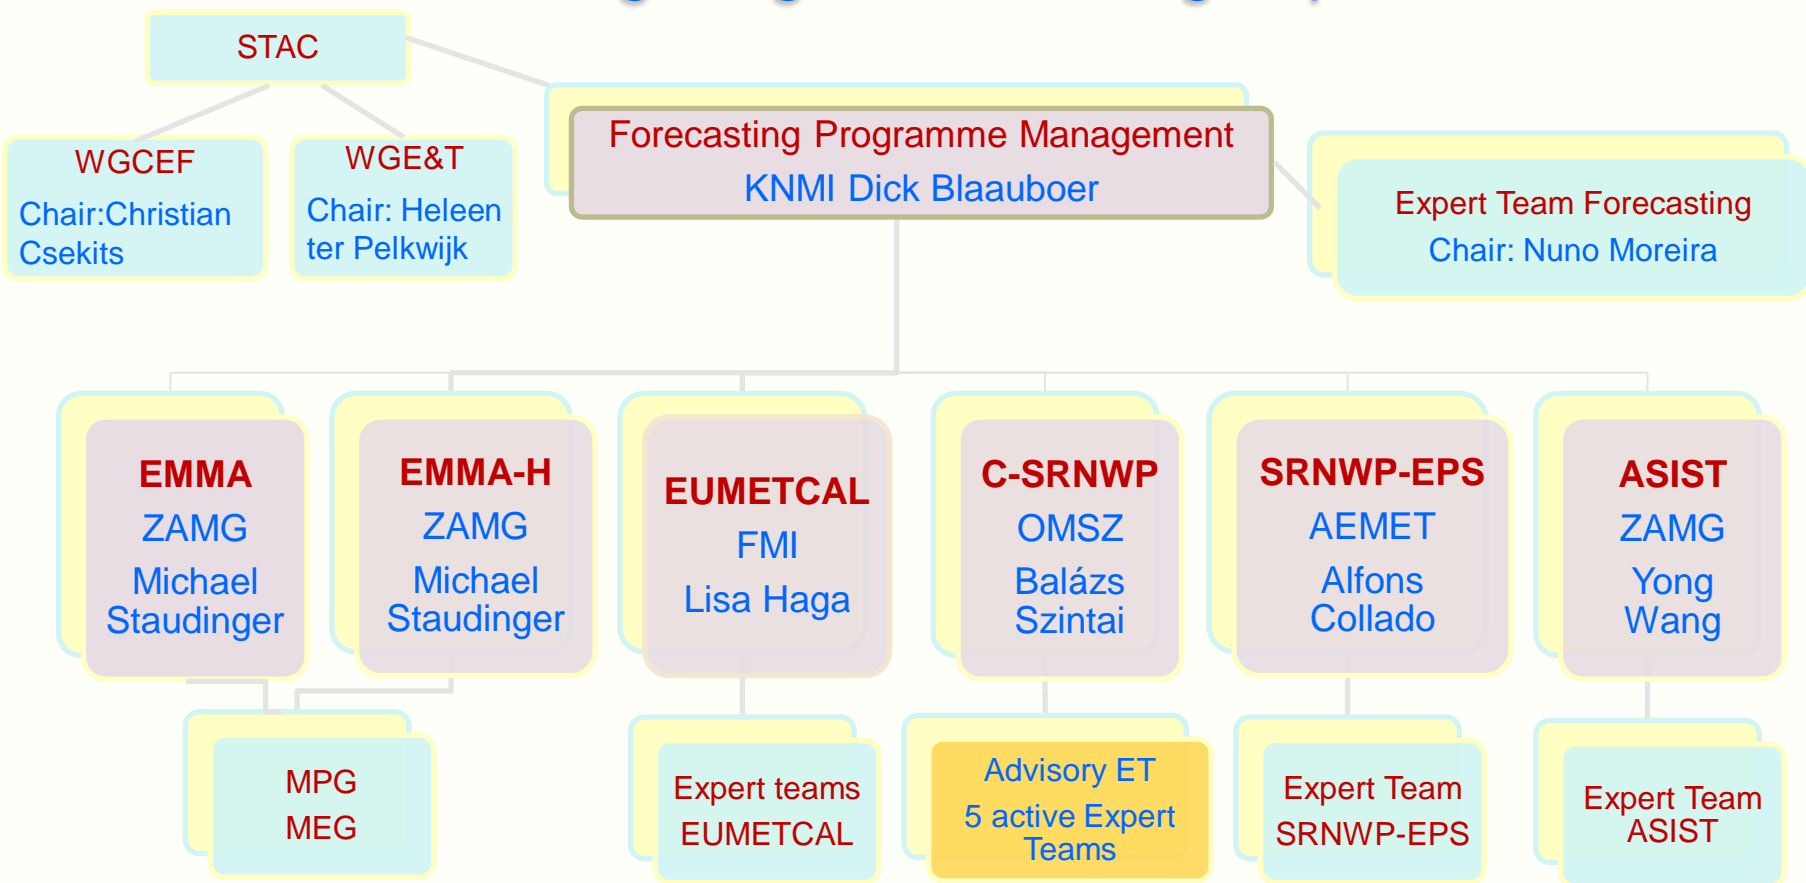 STAC
Forecasting Programme Management
KNMI Dick Blaauboer
WGCEF
Chair:Christian
Csekits
WGE&T
Chair: Heleen
ter Pelkwijk
Expert Team Forecasting
Chair: Nuno Moreira
EMMA
ZAMG
Michael
Staudinger
EMMA-H
ZAMG
Michael
Staudinger
EUMETCAL
FMI
Lisa Haga
C-SRNWP
OMSZ
Balázs
Szintai
SRNWP-EPS
AEMET
Alfons
Collado
ASIST
ZAMG
Yong
Wang
MPG
MEG
Expert teams
EUMETCAL
Advisory ET
5 active Expert
Teams
Expert Team
SRNWP-EPS
Expert Team
ASIST